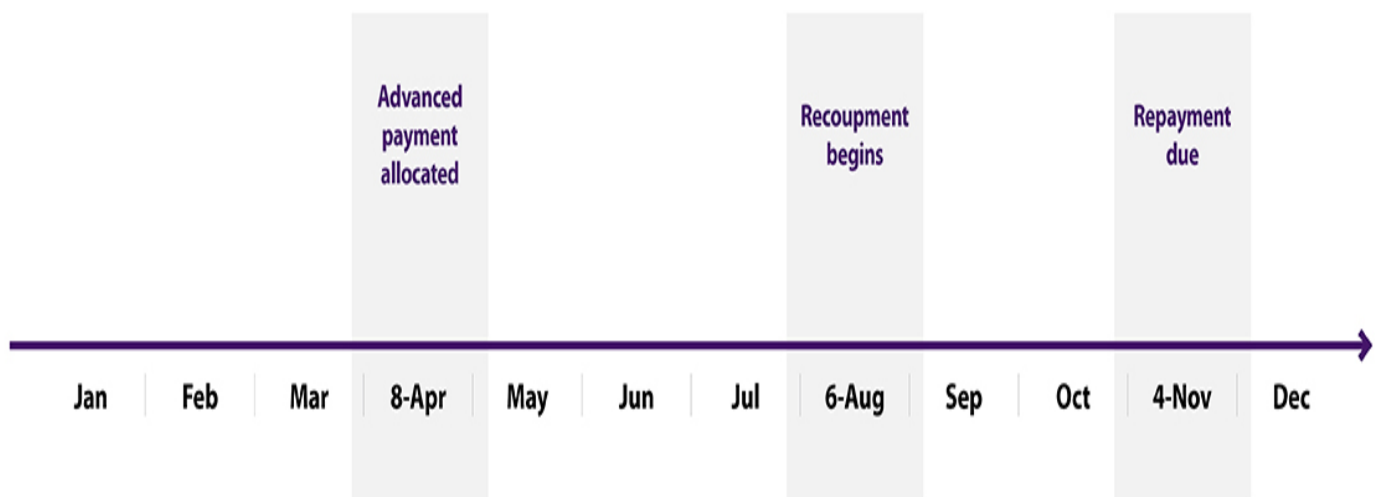 Advanced
payment
allocated
Recoupment
begins
Repayment
due
Jan Feb Mar 8-Apr May Jun Jul 6-Aug Sep Oct 4-Nov Dec